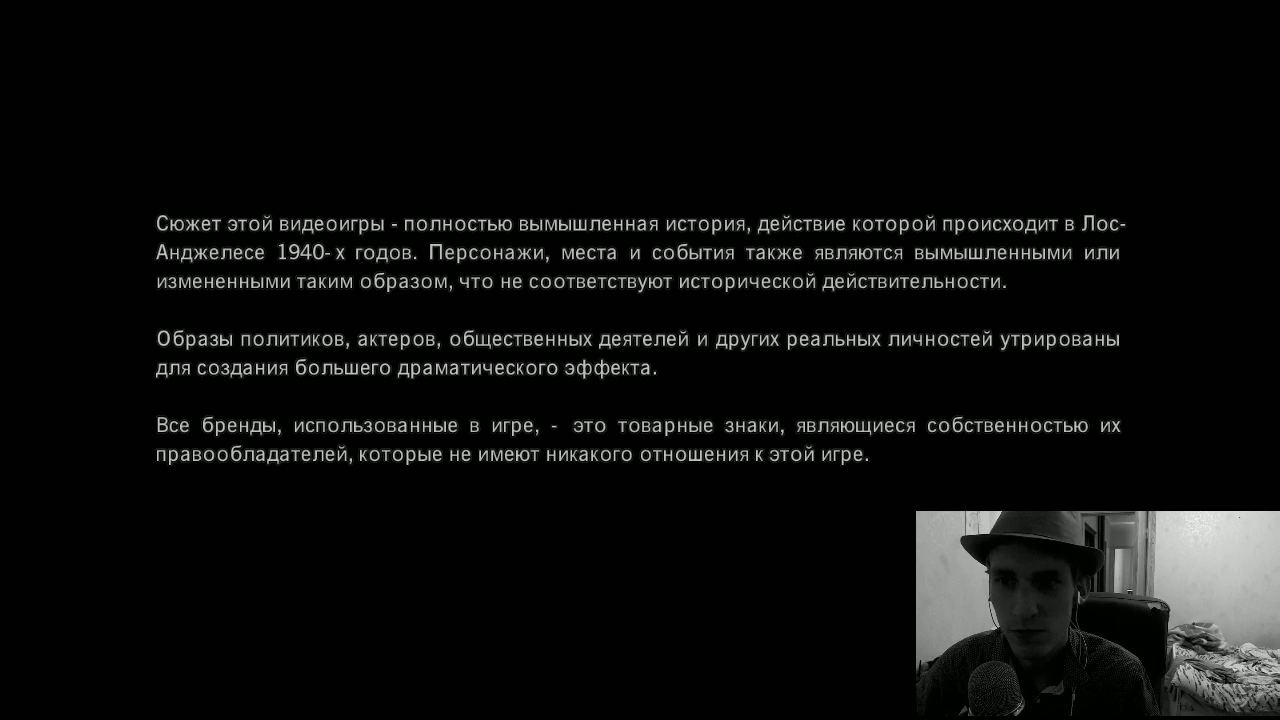 Сюжет этой видеоигры - полностью вымышленная история, действие которой происходит в Лос-
Анджелесе 1940-х годов. Персонажи, места и события также являются вымышленными или
измененными таким образом, что не соответствуют исторической действительности.
Образы политиков, актеров, общественных деятелей и других реальных личностей утрированы
для создания большего драматического эффекта.
Все бренды, использованные в игре, - это товарные знаки, являющиеся собственностью их
правообладателей, которые не имеют никакого отношения к этой игре.